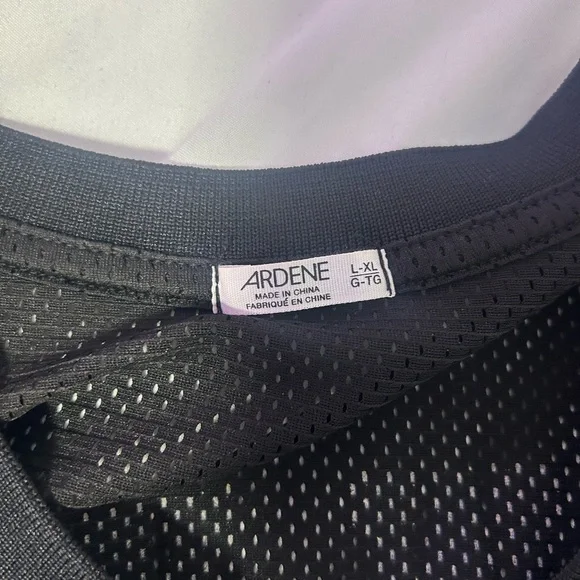 ARDENE
MADE IN CHINA
FABRIQUÉ EN CHINE
L-XL
G-TG